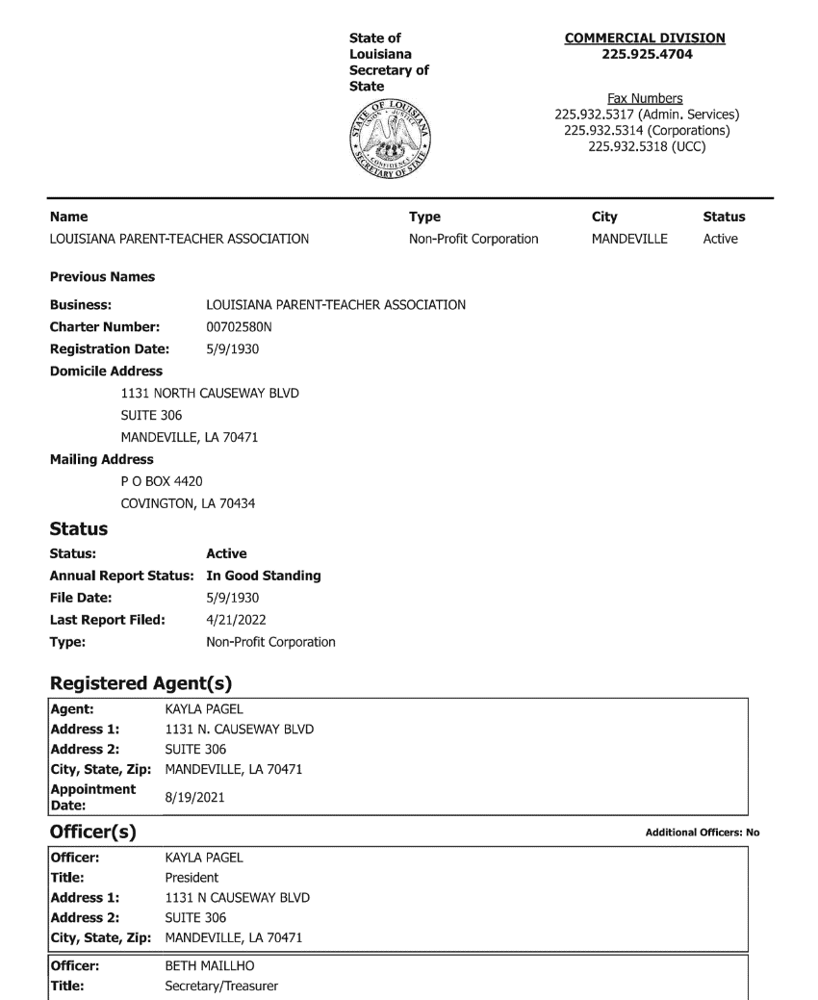 State of
Louisiana
Secretary of
State
COMMERCIAL DIVISION
225.925.4704
Fax Numbers
225.932.5317 (Admin. Services)
225.932.5314 (Corporations)
225.932.5318 (UCC)
STATE OF LOUISIANA
UNION · JUSTICE
CONFIDENCE
SECRETARY OF STATE
Name Type City Status
LOUISIANA PARENT-TEACHER ASSOCIATION Non-Profit Corporation MANDEVILLE Active
Previous Names
Business: LOUISIANA PARENT-TEACHER ASSOCIATION
Charter Number: 00702580N
Registration Date: 5/9/1930
Domicile Address
1131 NORTH CAUSEWAY BLVD
SUITE 306
MANDEVILLE, LA 70471
Mailing Address
P O BOX 4420
COVINGTON, LA 70434
Status
Status: Active
Annual Report Status: In Good Standing
File Date: 5/9/1930
Last Report Filed: 4/21/2022
Type: Non-Profit Corporation
Registered Agent(s)
Agent: KAYLA PAGEL
Address 1: 1131 N. CAUSEWAY BLVD
Address 2: SUITE 306
City, State, Zip: MANDEVILLE, LA 70471
Appointment
Date: 8/19/2021
Officer(s) Additional Officers: No
Officer: KAYLA PAGEL
Title: President
Address 1: 1131 N CAUSEWAY BLVD
Address 2: SUITE 306
City, State, Zip: MANDEVILLE, LA 70471
Officer: BETH MAILLHO
Title: Secretary/Treasurer